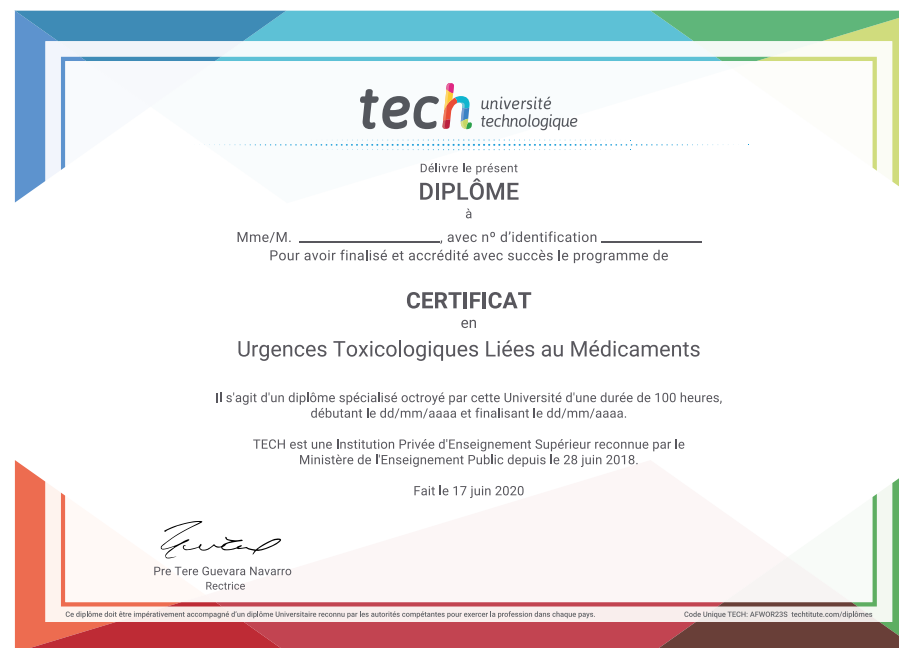 tech université
technologique
Délivre le présent
DIPLÔME
à
Mme/M. ____________, avec nº d'identification ____________
Pour avoir finalisé et accrédité avec succès le programme de
CERTIFICAT
en
Urgences Toxicologiques Liées au Médicaments
Il s'agit d'un diplôme spécialisé octroyé par cette Université d'une durée de 100 heures,
débutant le dd/mm/aaaa et finalisant le dd/mm/aaaa.
TECH est une Institution Privée d'Enseignement Supérieur reconnue par le
Ministère de l'Enseignement Public depuis le 28 juin 2018.
Fait le 17 juin 2020
Pre Tere Guevara Navarro
Rectrice
Ce diplôme doit être impérativement accompagné d'un diplôme Universitaire reconnu par les autorités compétantes pour exercer la profession dans chaque pays.
Code Unique TECH: AFWOR23S techtitute.com/diplômes